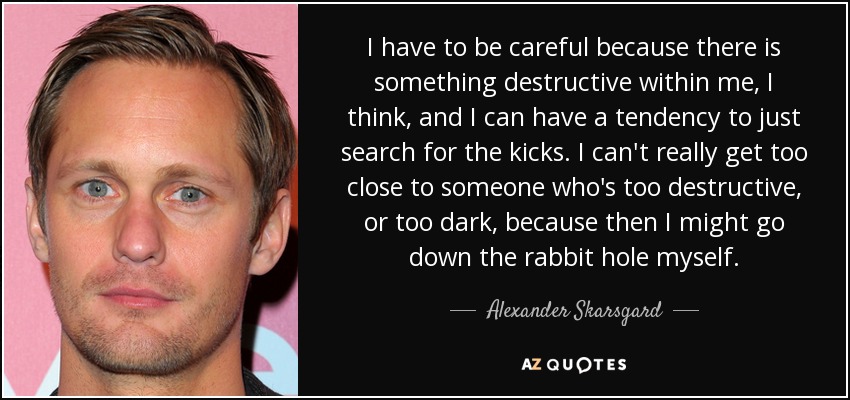 I have to be careful because there is
something destructive within me, I
think, and I can have a tendency to just
search for the kicks. I can't really get too
close to someone who's too destructive,
or too dark, because then I might go
down the rabbit hole myself.
Alexander Skarsgard
AZ QUOTES